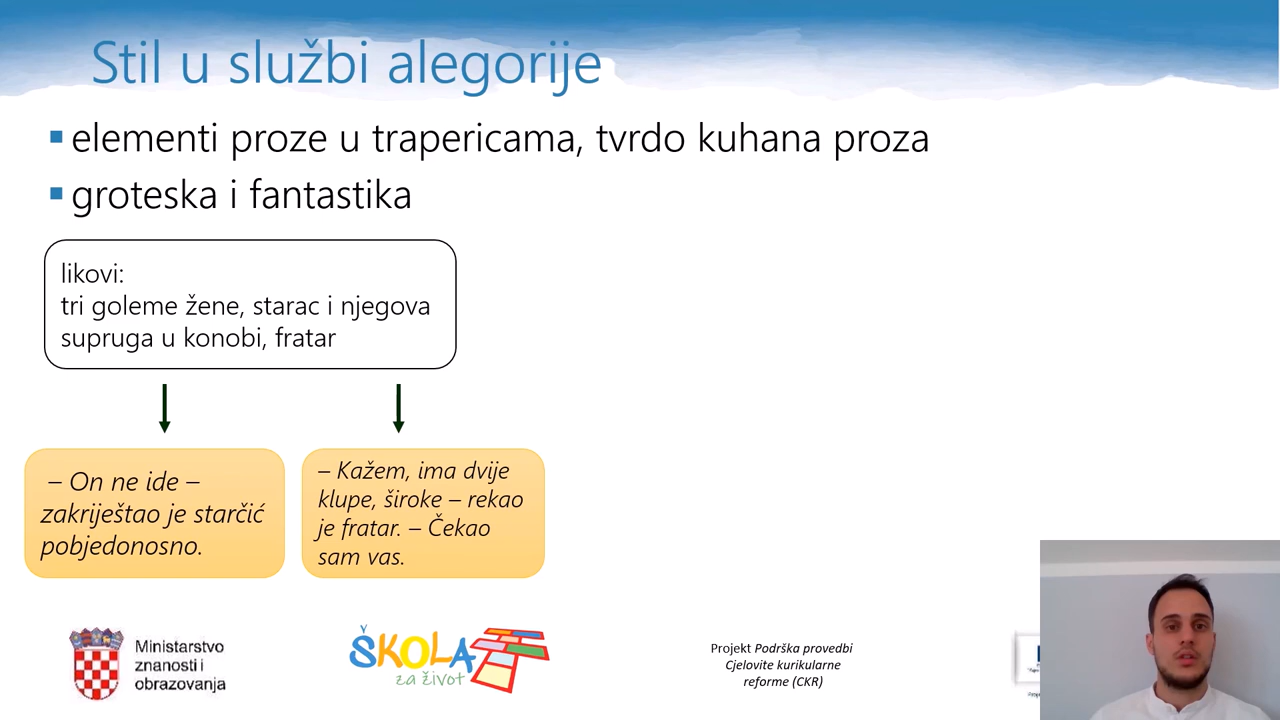 Stil u službi alegorije
elementi proze u trapericama, tvrdo kuhana proza
groteska i fantastika
likovi:
tri goleme žene, starac i njegova
supruga u konobi, fratar
– On ne ide –
zakriještao je starčić
pobjedonosno.
– Kažem, ima dvije
klupe, široke – rekao
je fratar. – Čekao
sam vas.
Ministarstvo
znanosti i
obrazovanja
ŠKOLA
za život
Projekt Podrška provedbi
Cjelovite kurikularne
reforme (CKR)